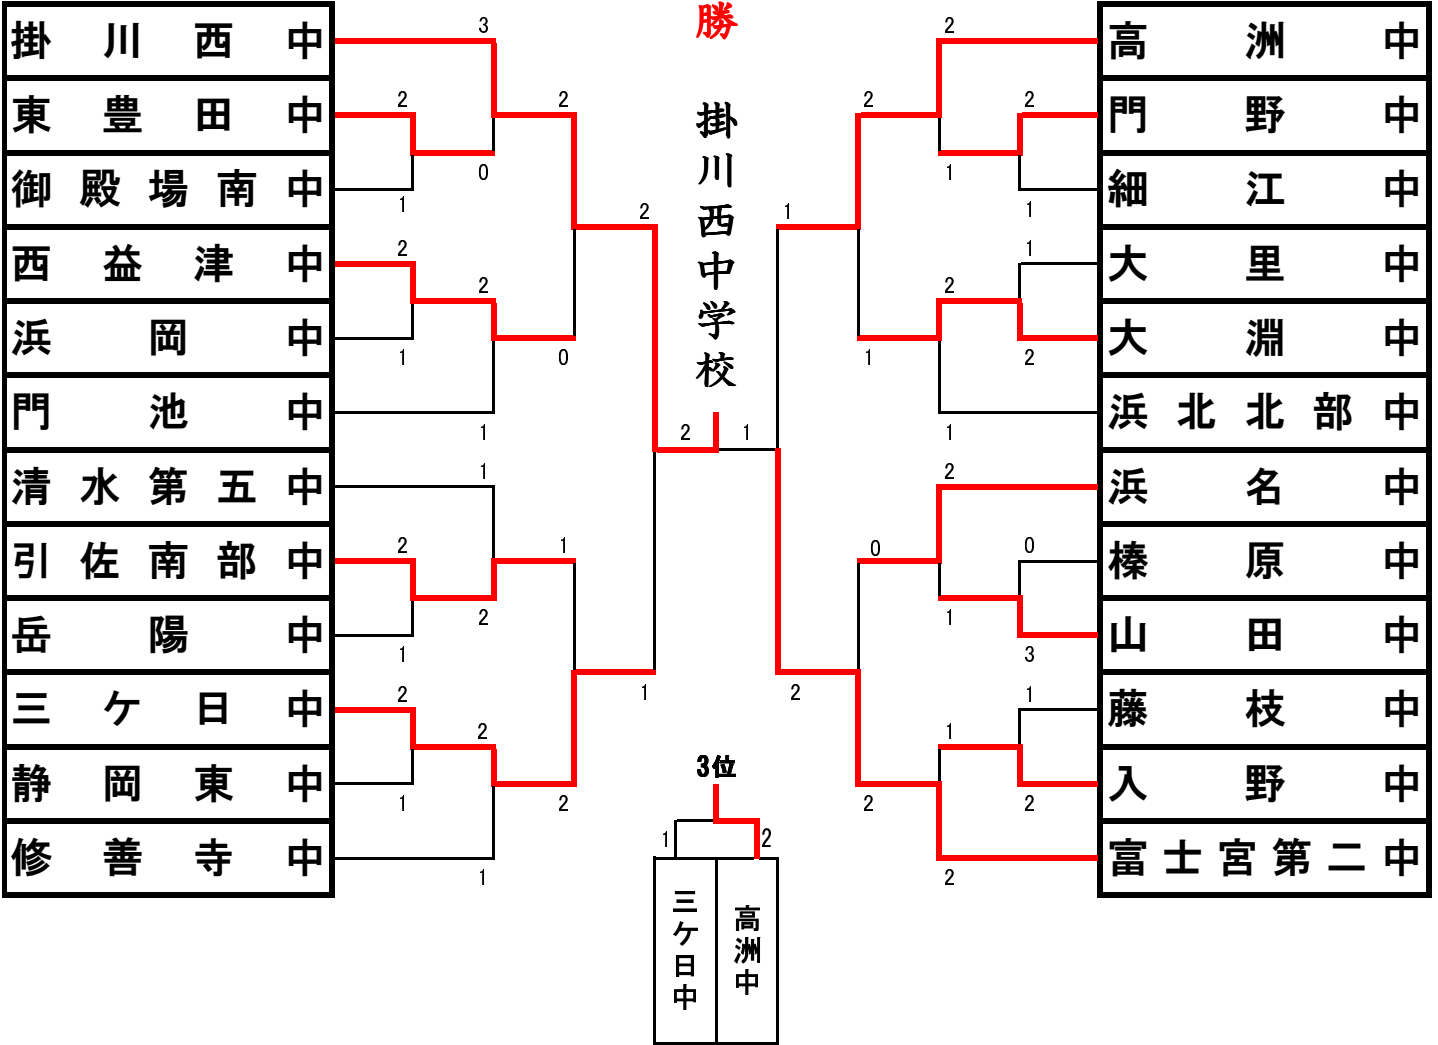 勝
掛川西中学校
掛川西中
東豊田中
御殿場南中
西益津中
浜岡中
門池中
清水第五中
引佐南部中
岳陽中
三ケ日中
静岡東中
修善寺中
3
2
1
0
2
1
2
0
1
2
1
2
1
2
1
2
1
2
1
2
1
2
1
高洲中
門野中
細江中
大里中
大淵中
浜北北部中
浜名中
榛原中
山田中
藤枝中
入野中
富士宮第二中
2
2
1
1
2
1
2
2
1
1
1
2
0
1
3
0
1
1
2
2
2
2
1
3位
1
2
三ケ日中
高洲中